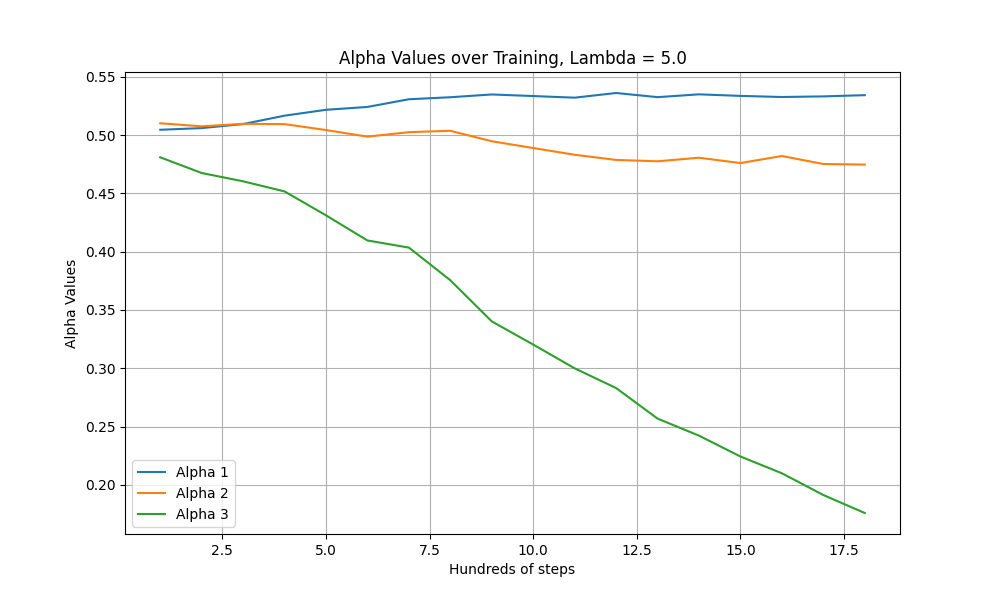 Alpha Values over Training, Lambda = 5.0
Alpha Values
0.55
0.50
0.45
0.40
0.35
0.30
0.25
0.20
Alpha 1
Alpha 2
Alpha 3
2.5 5.0 7.5 10.0 12.5 15.0 17.5
Hundreds of steps